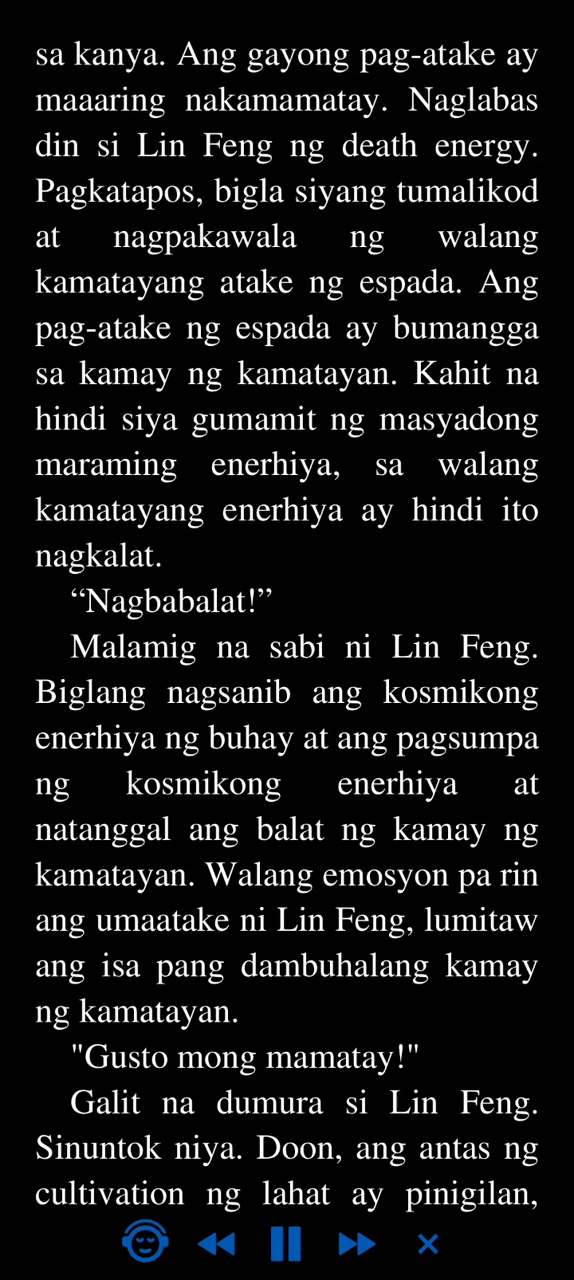 sa kanya. Ang gayong pag-atake ay
maaaring nakamamatay. Naglabas
din si Lin Feng ng death energy.
Pagkatapos, bigla siyang tumalikod
at nagpakawala ng walang
kamatayang atake ng espada. Ang
pag-atake ng espada ay bumangga
sa kamay ng kamatayan. Kahit na
hindi siya gumamit ng masyadong
maraming enerhiya, sa walang
kamatayang enerhiya ay hindi ito
nagkalat.
“Nagbabalat!”
Malamig na sabi ni Lin Feng.
Biglang nagsanib ang kosmikong
enerhiya ng buhay at ang pagsumpa
ng kosmikong enerhiya at
natanggal ang balat ng kamay ng
kamatayan. Walang emosyon pa rin
ang umaatake ni Lin Feng, lumitaw
ang isa pang dambuhalang kamay
ng kamatayan.
"Gusto mong mamatay!"
Galit na dumura si Lin Feng.
Sinuntok niya. Doon, ang antas ng
cultivation ng lahat ay pinigilan,